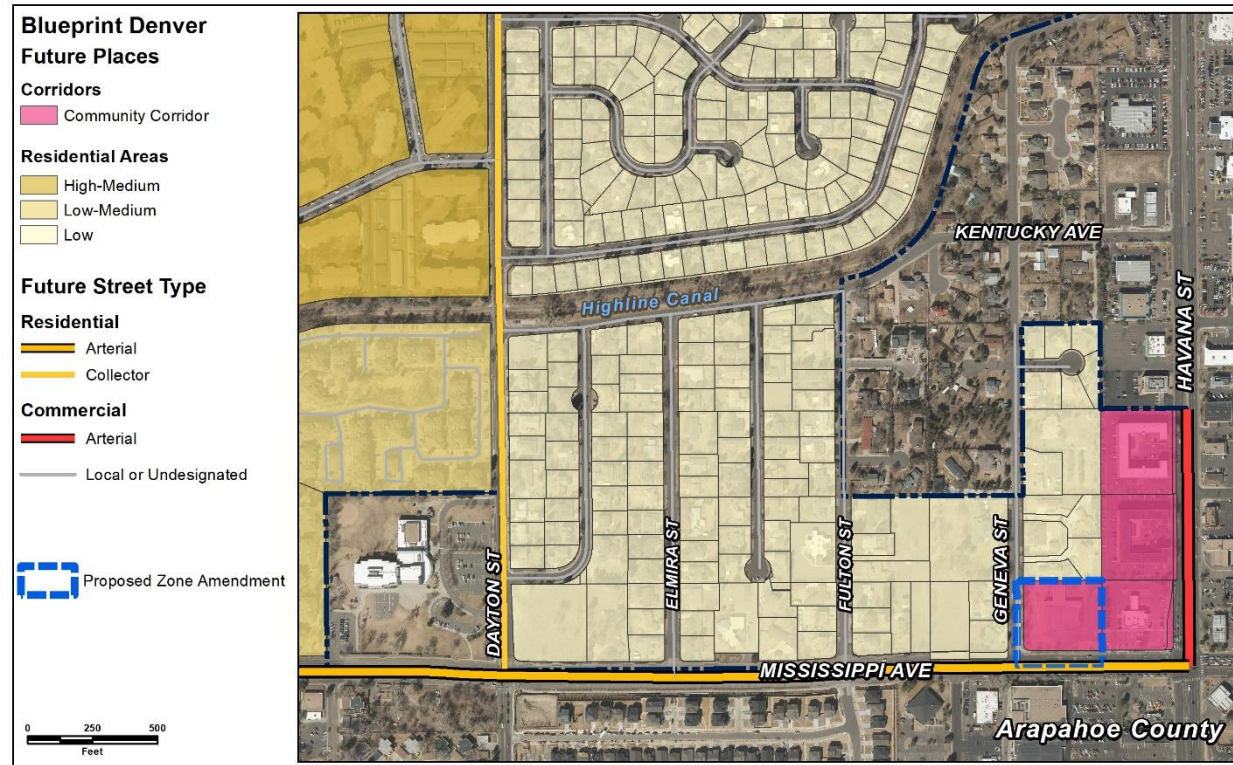 Blueprint Denver
Future Places
Corridors
Community Corridor
Residential Areas
High-Medium
Low-Medium
Low
Future Street Type
Residential
Arterial
Collector
Commercial
Arterial
Local or Undesignated
Proposed Zone Amendment
0 250 500
Feet
KENTUCKY AVE
Highline Canal
HAVANA ST
DAYTON ST
ELMIRA ST
FULTON ST
GENEVA ST
MISSISSIPPI AVE
Arapahoe County